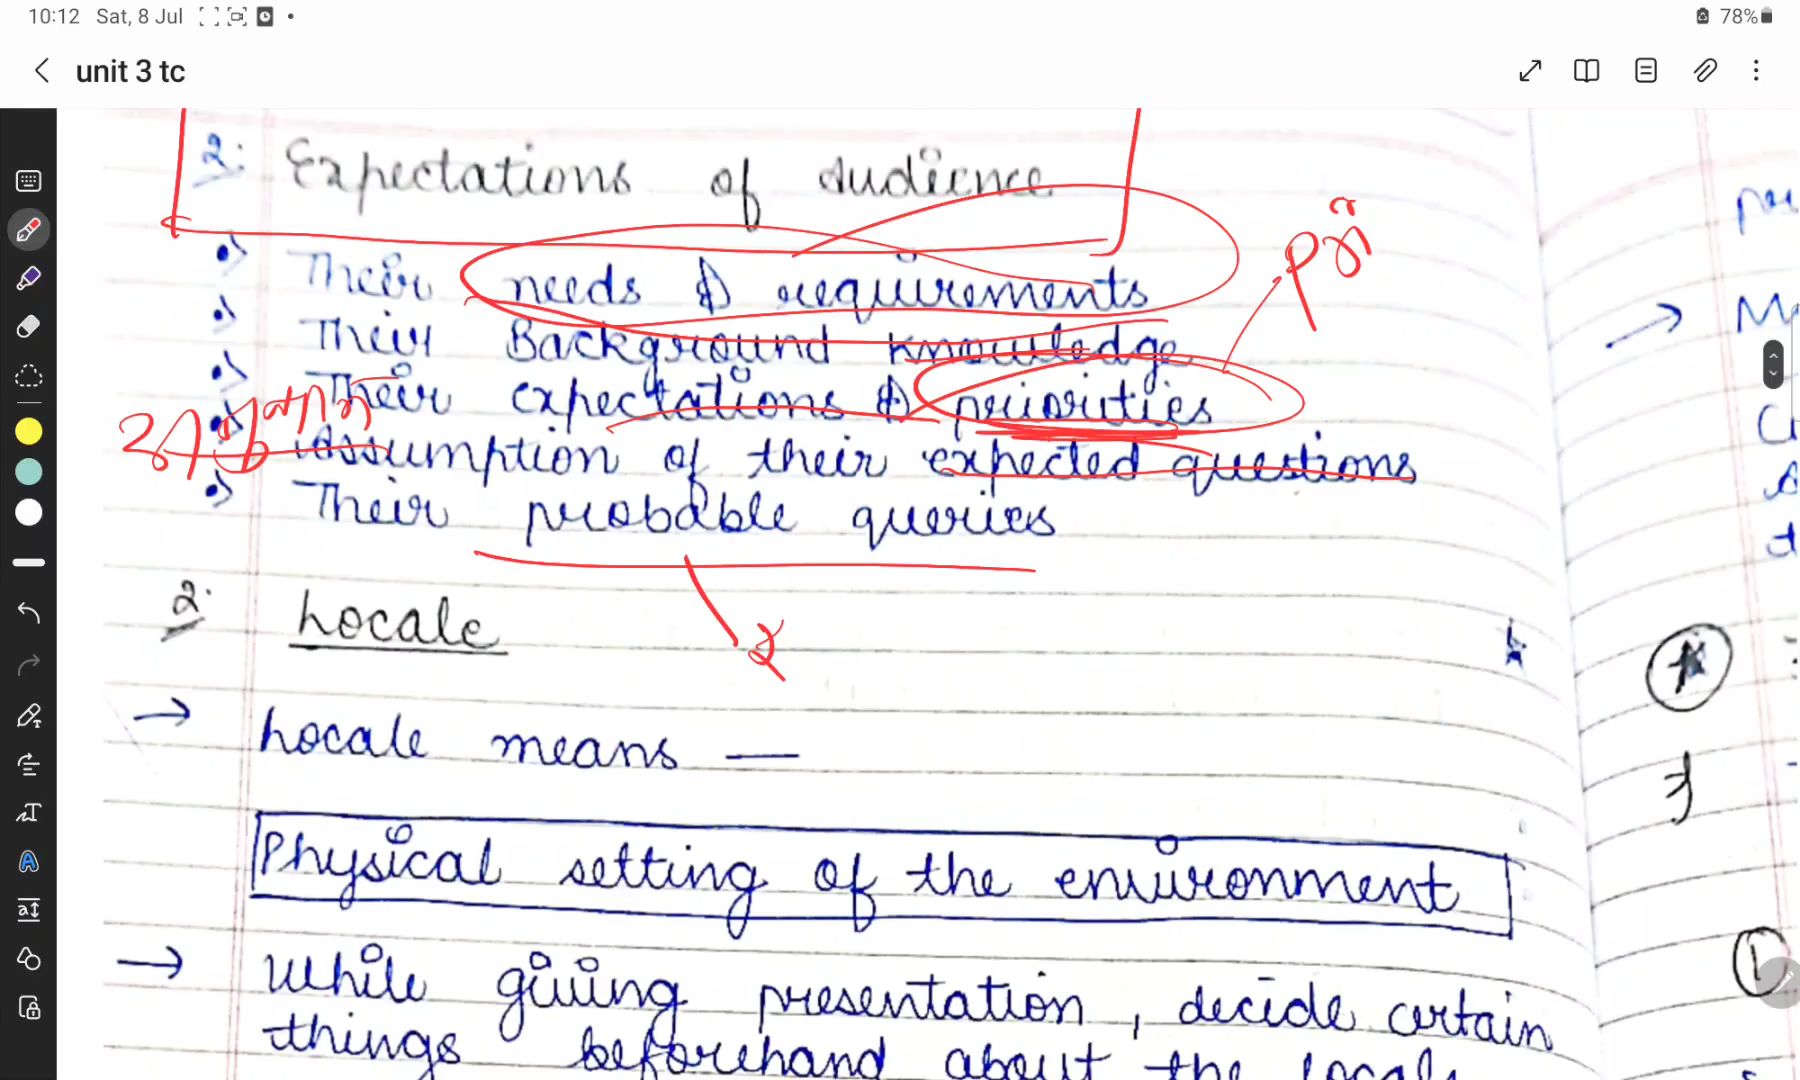 10:12 Sat, 8 Jul
78%
unit 3 tc
2. Expectations of Audience
Their needs & requirements
Their Background knowledge
Their expectations & priorities
Assumption of their expected questions
Their probable queries
2. Locale
→ Locale means —
Physical setting of the environment
→ While giving presentation, decide certain
things beforehand about the local